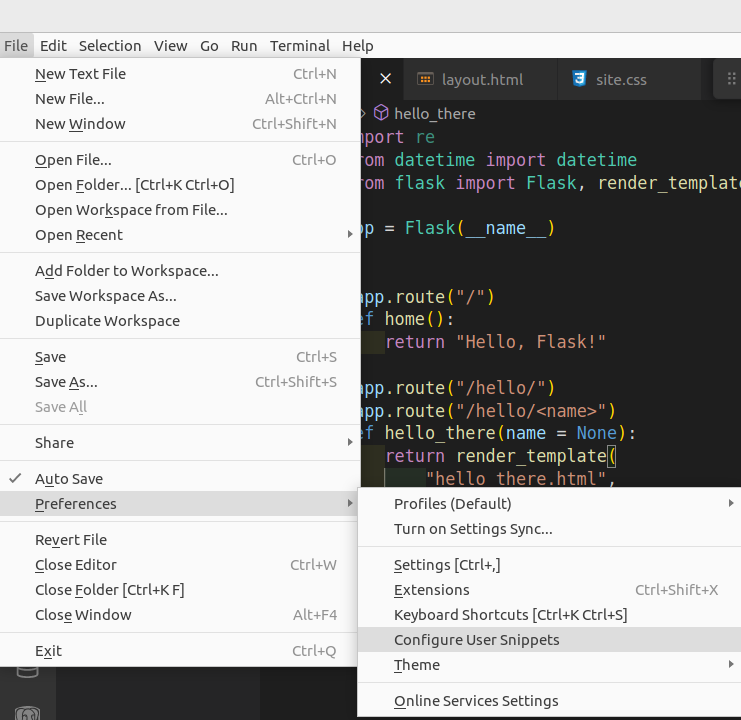 File Edit Selection View Go Run Terminal Help
New Text File Ctrl+N
New File... Alt+Ctrl+N
New Window Ctrl+Shift+N
Open File... Ctrl+O
Open Folder... [Ctrl+K Ctrl+O]
Open Workspace from File...
Open Recent
Add Folder to Workspace...
Save Workspace As...
Duplicate Workspace
Save Ctrl+S
Save As... Ctrl+Shift+S
Save All
Share
Auto Save
Preferences
Revert File
Close Editor Ctrl+W
Close Folder [Ctrl+K F]
Close Window Alt+F4
Exit Ctrl+Q
layout.html site.css
hello_there
mport re
om datetime import datetime
om flask import Flask, render_template
pp = Flask(__name__)
app.route("/")
ef home():
return "Hello, Flask!"
app.route("/hello/")
app.route("/hello/<name>")
ef hello_there(name = None):
return render_template(
"hello there.html",
Profiles (Default)
Turn on Settings Sync...
Settings [Ctrl+,]
Extensions Ctrl+Shift+X
Keyboard Shortcuts [Ctrl+K Ctrl+S]
Configure User Snippets
Theme
Online Services Settings